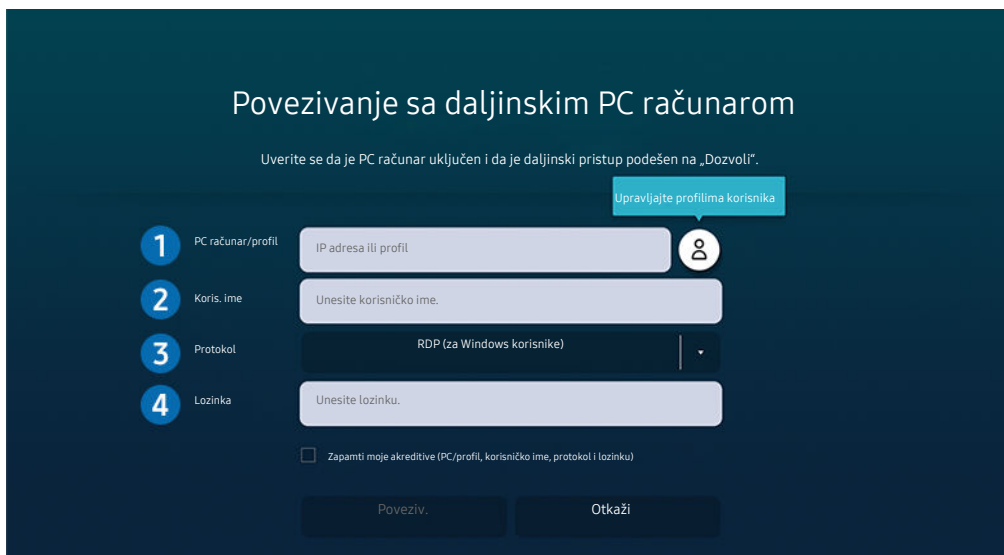 Povezivanje sa daljinskim PC računarom
Uverite se da je PC računar uključen i da je daljinski pristup podešen na „Dozvoli“.
Upravljajte profilima korisnika
1 PC računar/profil IP adresa ili profil
2 Koris. ime Unesite korisničko ime.
3 Protokol RDP (za Windows korisnike)
4 Lozinka Unesite lozinku.
Zapamti moje akreditive (PC/profil, korisničko ime, protokol i lozinku)
Poveziv. Otkaži